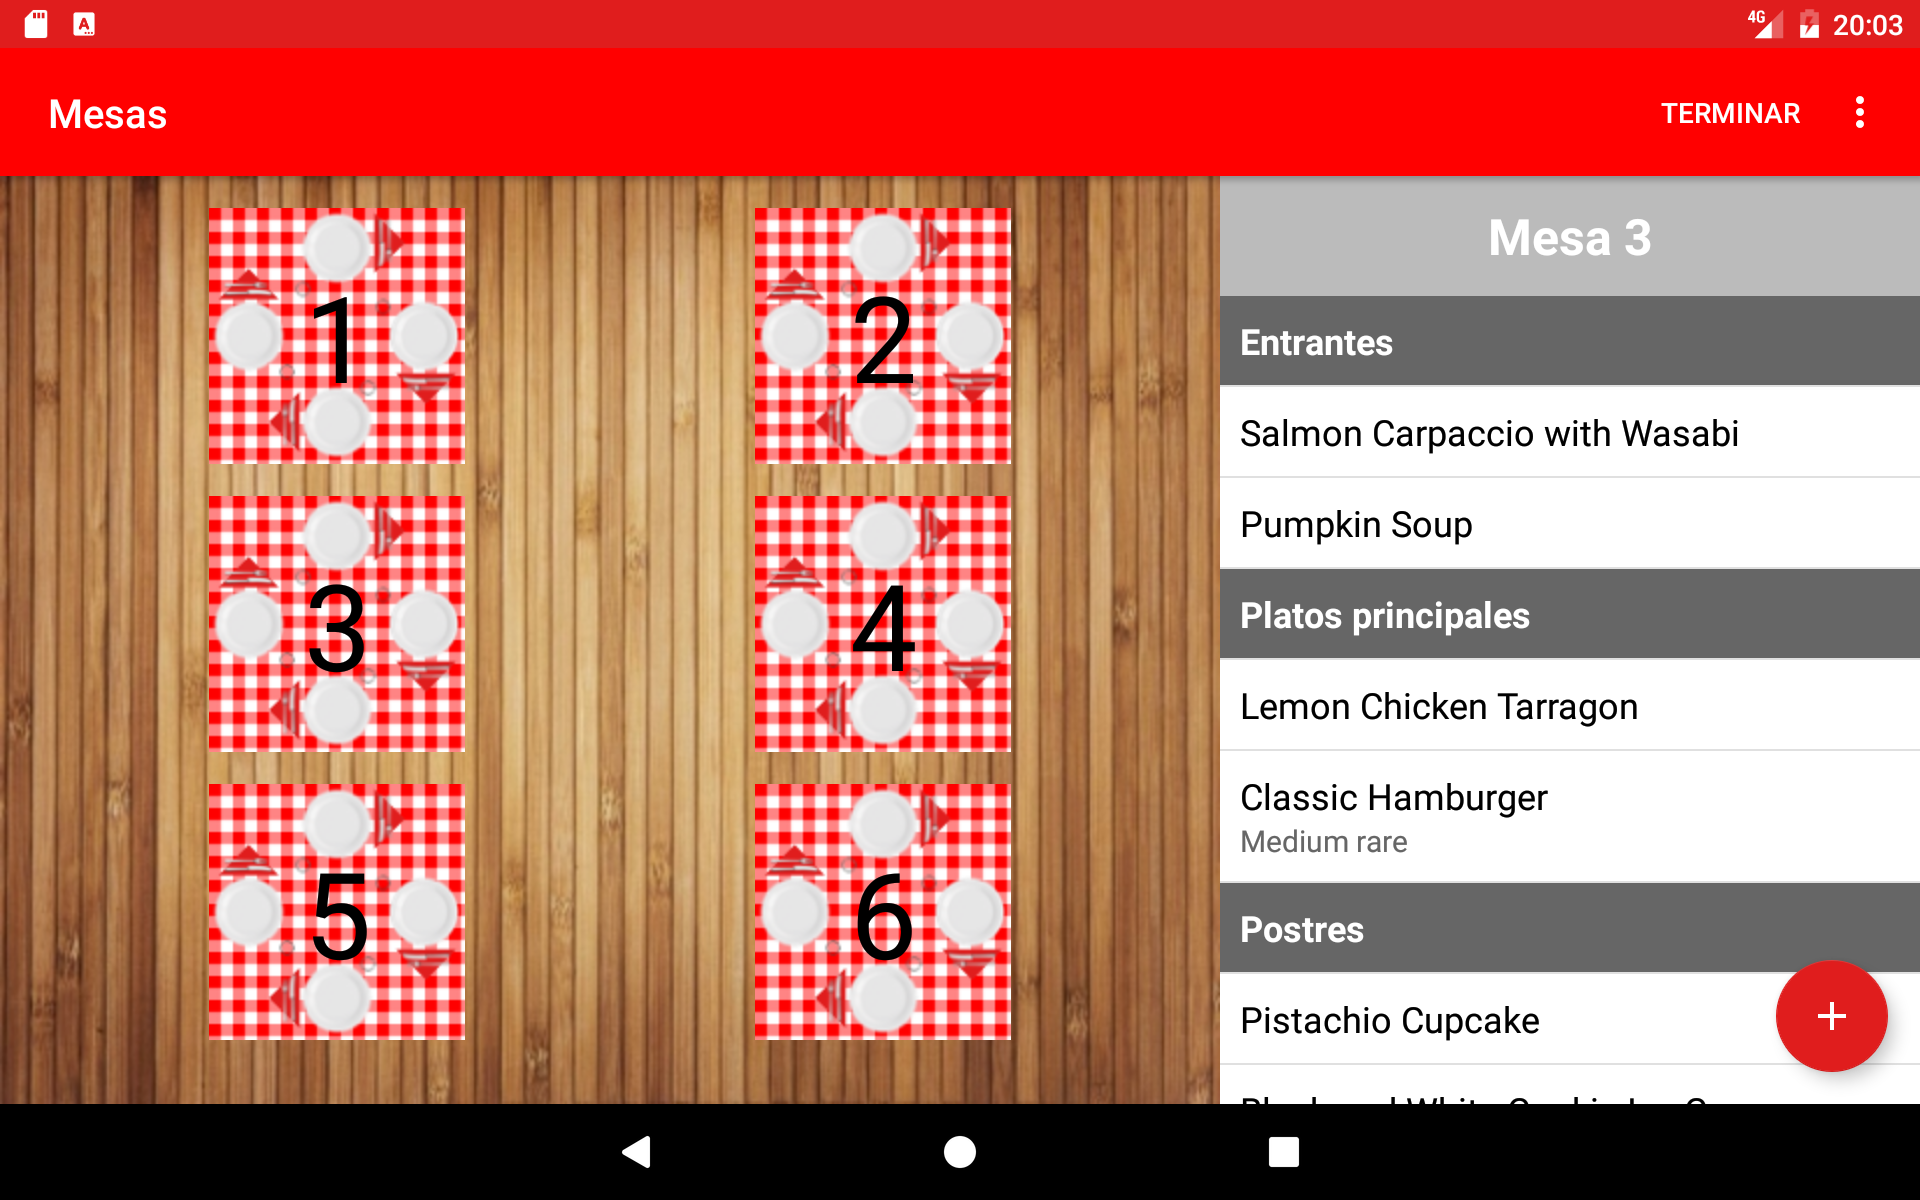 4G
20:03
Mesas
TERMINAR
1
2
3
4
5
6
Mesa 3
Entrantes
Salmon Carpaccio with Wasabi
Pumpkin Soup
Platos principales
Lemon Chicken Tarragon
Classic Hamburger
Medium rare
Postres
Pistachio Cupcake